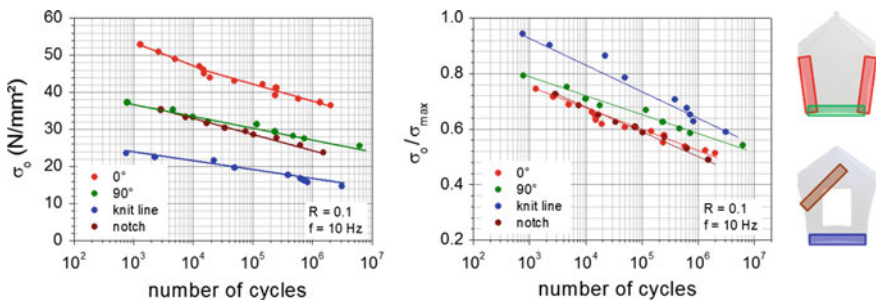 60
50
40
30
20
10
0
σₒ (N/mm²)
0°
90°
knit line
notch
R = 0.1
f = 10 Hz
10² 10³ 10⁴ 10⁵ 10⁶ 10⁷
number of cycles
1.0
0.8
0.6
0.4
0.2
σₒ/σmax
0°
90°
knit line
notch
R = 0.1
f = 10 Hz
10² 10³ 10⁴ 10⁵ 10⁶ 10⁷
number of cycles